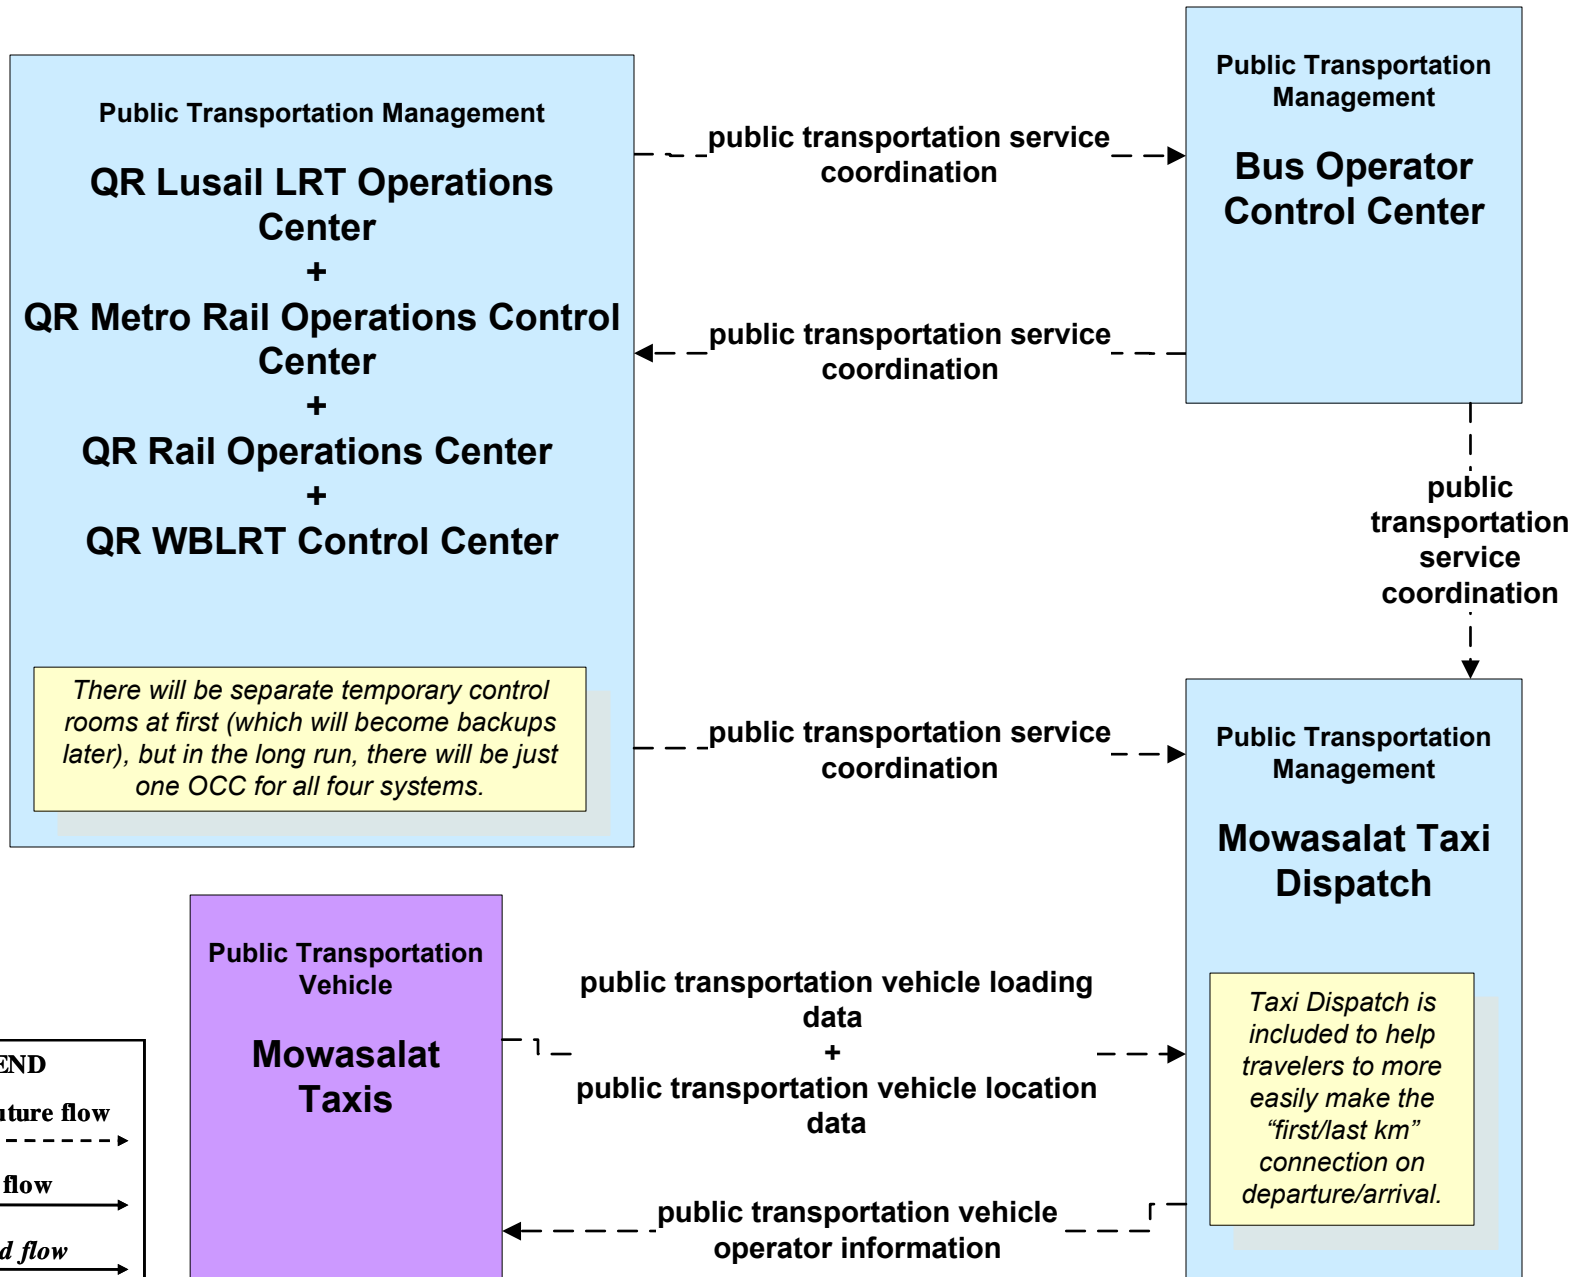 Public Transportation Management
QR Lusail LRT Operations
Center
+
QR Metro Rail Operations Control
Center
+
QR Rail Operations Center
+
QR WBLRT Control Center
There will be separate temporary control
rooms at first (which will become backups
later), but in the long run, there will be just
one OCC for all four systems.
public transportation service
coordination
public transportation service
coordination
Public Transportation
Management
Bus Operator
Control Center
public
transportation
service
coordination
public transportation service
coordination
Public Transportation
Management
Mowasalat Taxi
Dispatch
Taxi Dispatch is
included to help
travelers to more
easily make the
“first/last km”
connection on
departure/arrival.
Public Transportation
Vehicle
Mowasalat
Taxis
public transportation vehicle loading
data
+
public transportation vehicle location
data
public transportation vehicle
operator information
END
uture flow
flow
d flow